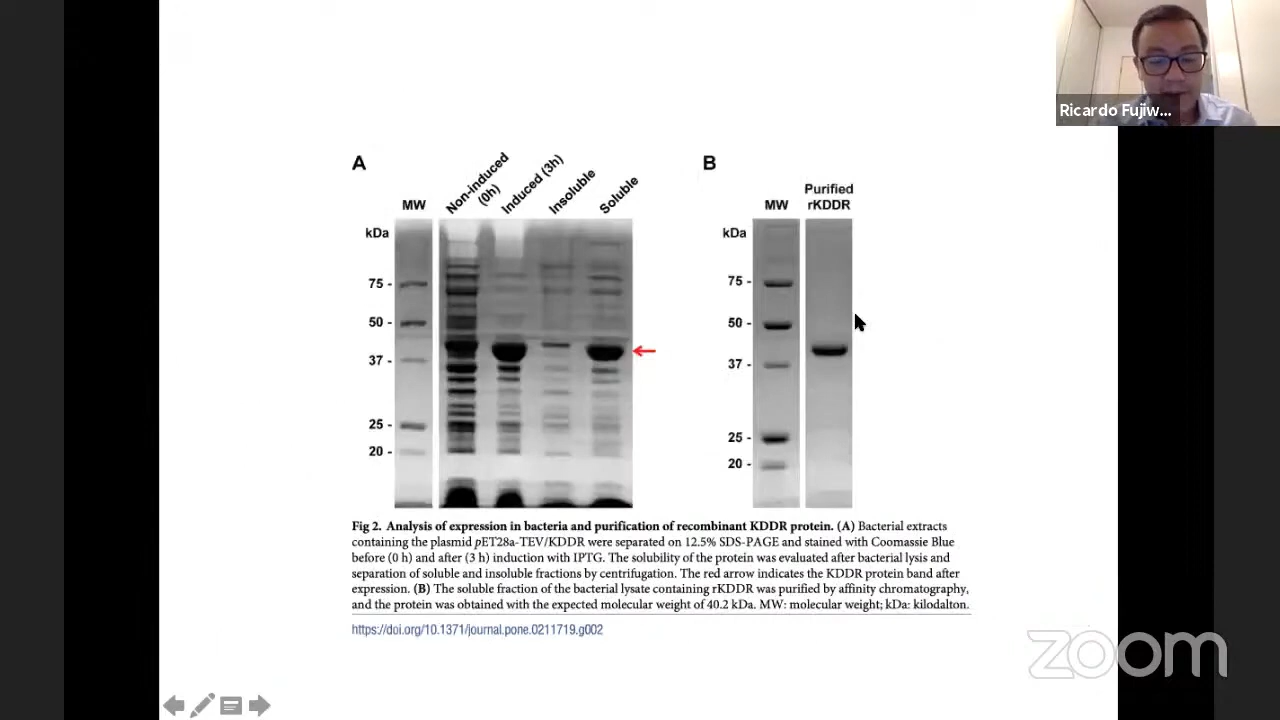 Ricardo Fujiw...
A
MW
Non-induced
(0h)
Induced (3h)
Insoluble
Soluble
kDa
75 -
50 -
37 -
25 -
20 -
B
MW
Purified
rKDDR
kDa
75 -
50 -
37 -
25 -
20 -
Fig 2. Analysis of expression in bacteria and purification of recombinant KDDR protein. (A) Bacterial extracts
containing the plasmid pET28a-TEV/KDDR were separated on 12.5% SDS-PAGE and stained with Coomassie Blue
before (0 h) and after (3 h) induction with IPTG. The solubility of the protein was evaluated after bacterial lysis and
separation of soluble and insoluble fractions by centrifugation. The red arrow indicates the KDDR protein band after
expression. (B) The soluble fraction of the bacterial lysate containing rKDDR was purified by affinity chromatography,
and the protein was obtained with the expected molecular weight of 40.2 kDa. MW: molecular weight; kDa: kilodalton.
https://doi.org/10.1371/journal.pone.0211719.g002
zoom